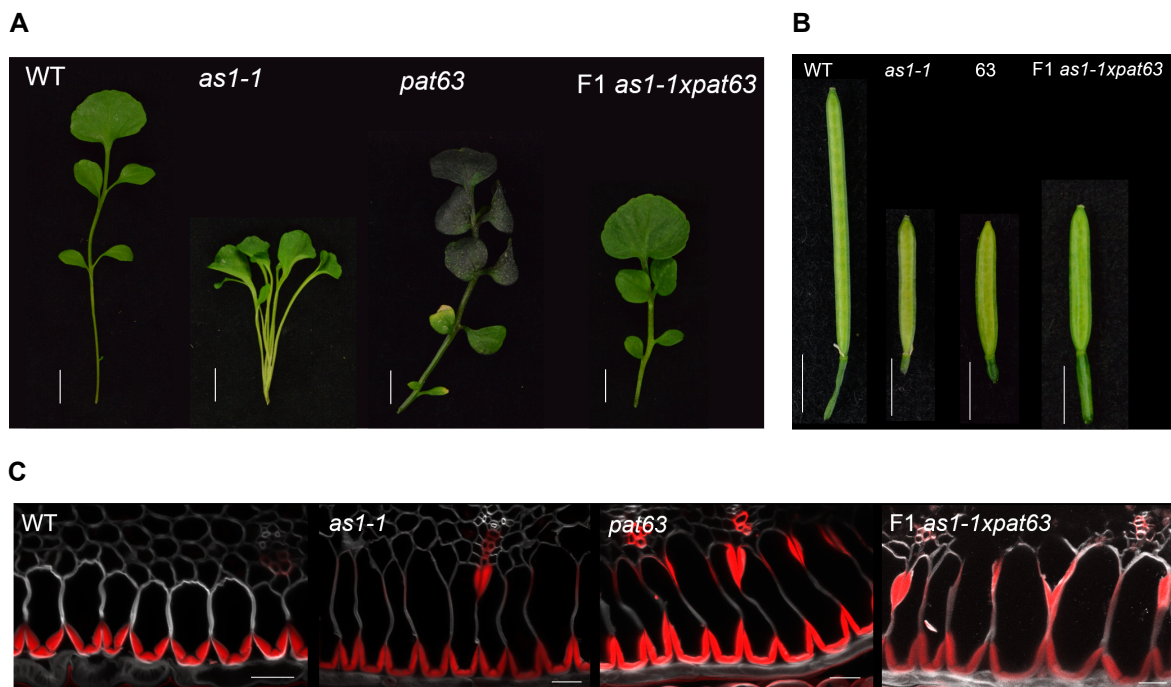 A
B
WT as1-1 pat63 F1 as1-1xpat63
WT as1-1 63 F1 as1-1xpat63
C
WT as1-1 pat63 F1 as1-1xpat63